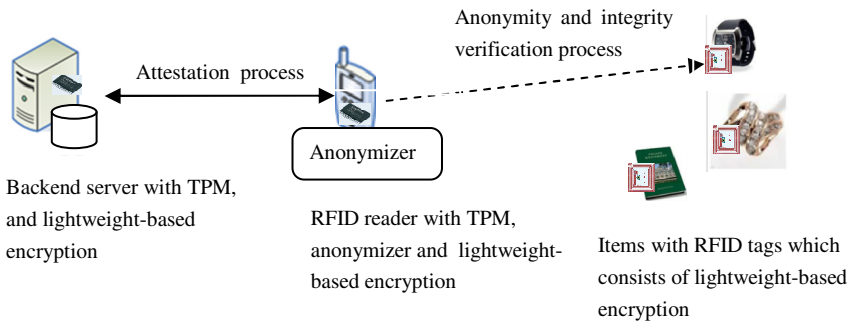 Anonymity and integrity
verification process
Attestation process
Anonymizer
Backend server with TPM,
and lightweight-based
encryption
RFID reader with TPM,
anonymizer and lightweight-
based encryption
Items with RFID tags which
consists of lightweight-based
encryption